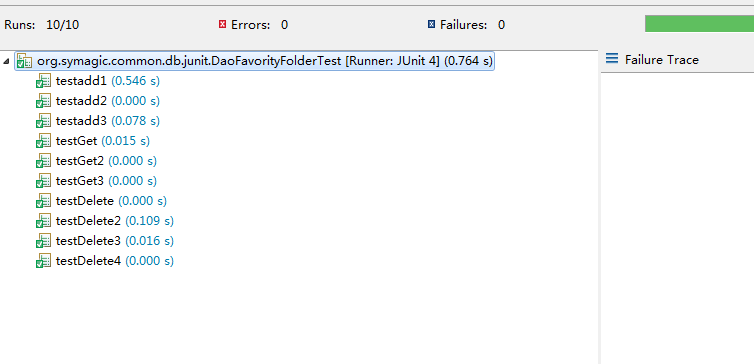 Runs: 10/10 Errors: 0 Failures: 0
org.symagic.common.db.junit.DaoFavorityFolderTest [Runner: JUnit 4] (0.764 s)
Failure Trace
testadd1 (0.546 s)
testadd2 (0.000 s)
testadd3 (0.078 s)
testGet (0.015 s)
testGet2 (0.000 s)
testGet3 (0.000 s)
testDelete (0.000 s)
testDelete2 (0.109 s)
testDelete3 (0.016 s)
testDelete4 (0.000 s)